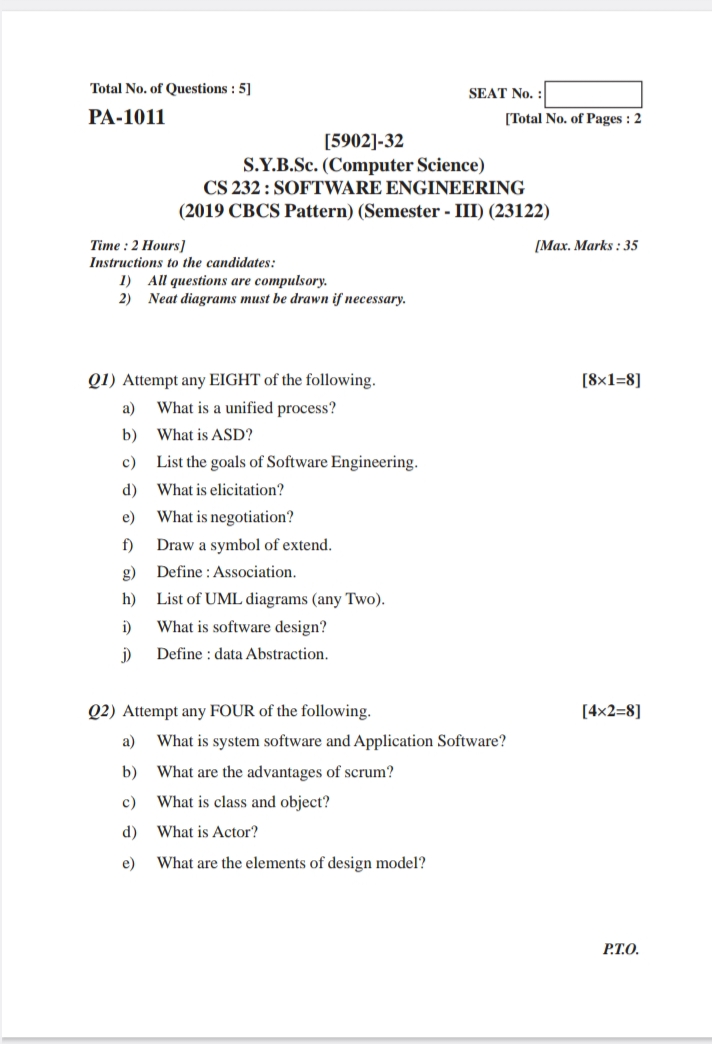 Total No. of Questions : 5]
SEAT No. :
PA-1011
[Total No. of Pages : 2
[5902]-32
S.Y.B.Sc. (Computer Science)
CS 232 : SOFTWARE ENGINEERING
(2019 CBCS Pattern) (Semester - III) (23122)
Time : 2 Hours] [Max. Marks : 35
Instructions to the candidates:
1) All questions are compulsory.
2) Neat diagrams must be drawn if necessary.
Q1) Attempt any EIGHT of the following. [8×1=8]
a) What is a unified process?
b) What is ASD?
c) List the goals of Software Engineering.
d) What is elicitation?
e) What is negotiation?
f) Draw a symbol of extend.
g) Define : Association.
h) List of UML diagrams (any Two).
i) What is software design?
j) Define : data Abstraction.
Q2) Attempt any FOUR of the following. [4×2=8]
a) What is system software and Application Software?
b) What are the advantages of scrum?
c) What is class and object?
d) What is Actor?
e) What are the elements of design model?
P.T.O.